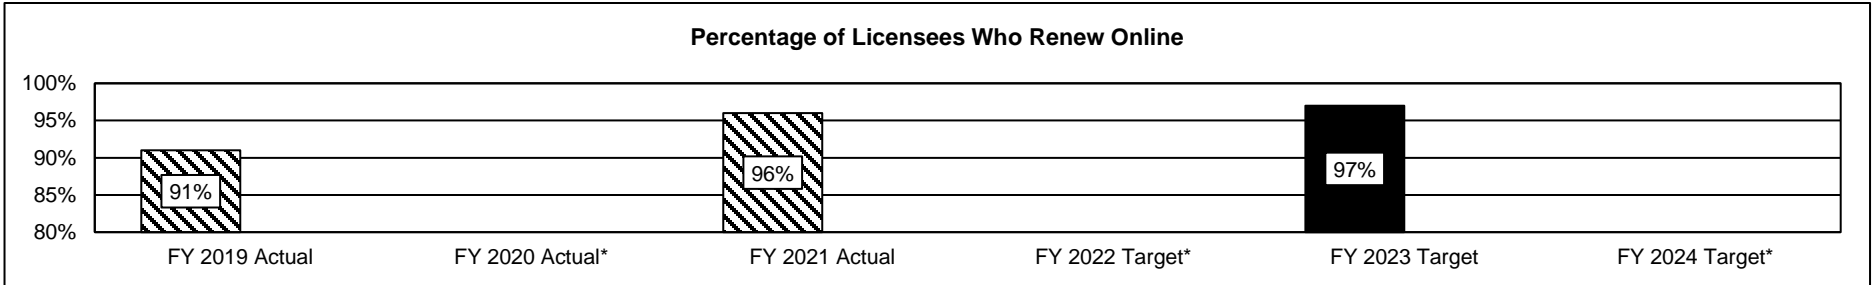 Percentage of Licensees Who Renew Online
100%
95%
90%
85%
80%
91%
96%
97%
FY 2019 Actual
FY 2020 Actual*
FY 2021 Actual
FY 2022 Target*
FY 2023 Target
FY 2024 Target*